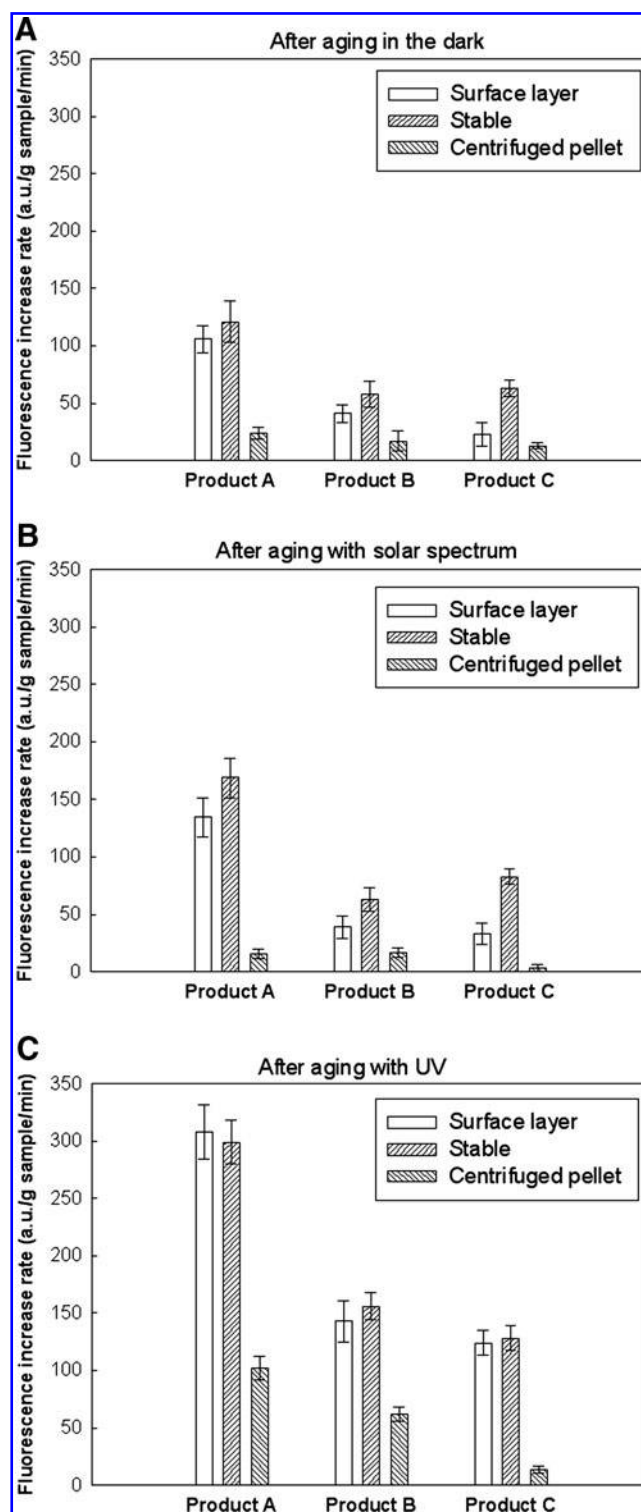 A
After aging in the dark
Fluorescence increase rate (a.u/g sample/min)
350
300
250
200
150
100
50
0
Surface layer
Stable
Centrifuged pellet
Product A Product B Product C
B
After aging with solar spectrum
Fluorescence increase rate (a.u/g sample/min)
350
300
250
200
150
100
50
0
Surface layer
Stable
Centrifuged pellet
Product A Product B Product C
C
After aging with UV
Fluorescence increase rate (a.u/g sample/min)
350
300
250
200
150
100
50
0
Surface layer
Stable
Centrifuged pellet
Product A Product B Product C